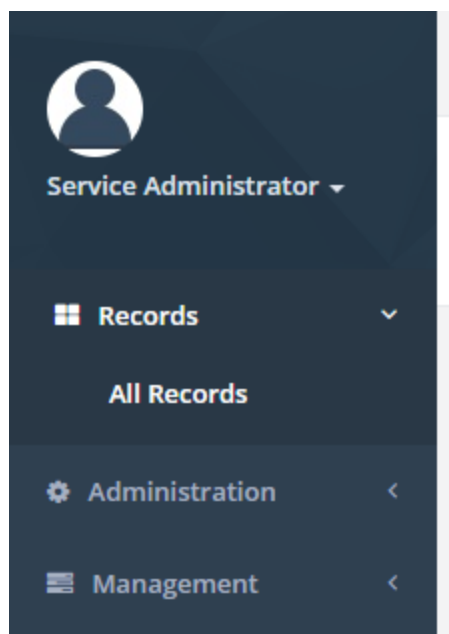 Service Administrator
Records
All Records
Administration
Management